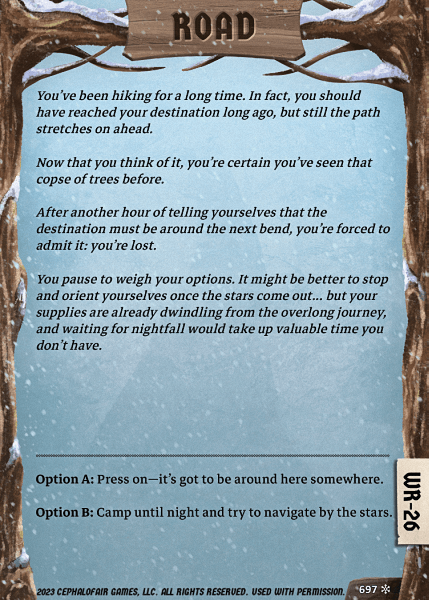 ROAD
You've been hiking for a long time. In fact, you should
have reached your destination long ago, but still the path
stretches on ahead.
Now that you think of it, you're certain you've seen that
copse of trees before.
After another hour of telling yourselves that the
destination must be around the next bend, you're forced to
admit it: you're lost.
You pause to weigh your options. It might be better to stop
and orient yourselves once the stars come out... but your
supplies are already dwindling from the overlong journey,
and waiting for nightfall would take up valuable time you
don't have.
Option A: Press on—it's got to be around here somewhere.
Option B: Camp until night and try to navigate by the stars.
WR-26
2023 CEPHALOFAIR GAMES, LLC. ALL RIGHTS RESERVED. USED WITH PERMISSION.
697